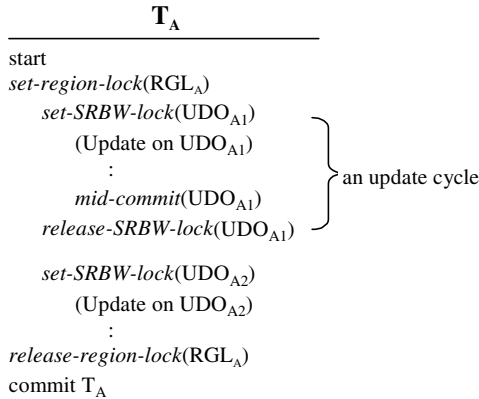 T_A
start
set-region-lock(RGL_A)
set-SRBW-lock(UDO_A1)
(Update on UDO_A1)
:
mid-commit(UDO_A1)
release-SRBW-lock(UDO_A1)
an update cycle
set-SRBW-lock(UDO_A2)
(Update on UDO_A2)
:
release-region-lock(RGL_A)
commit T_A